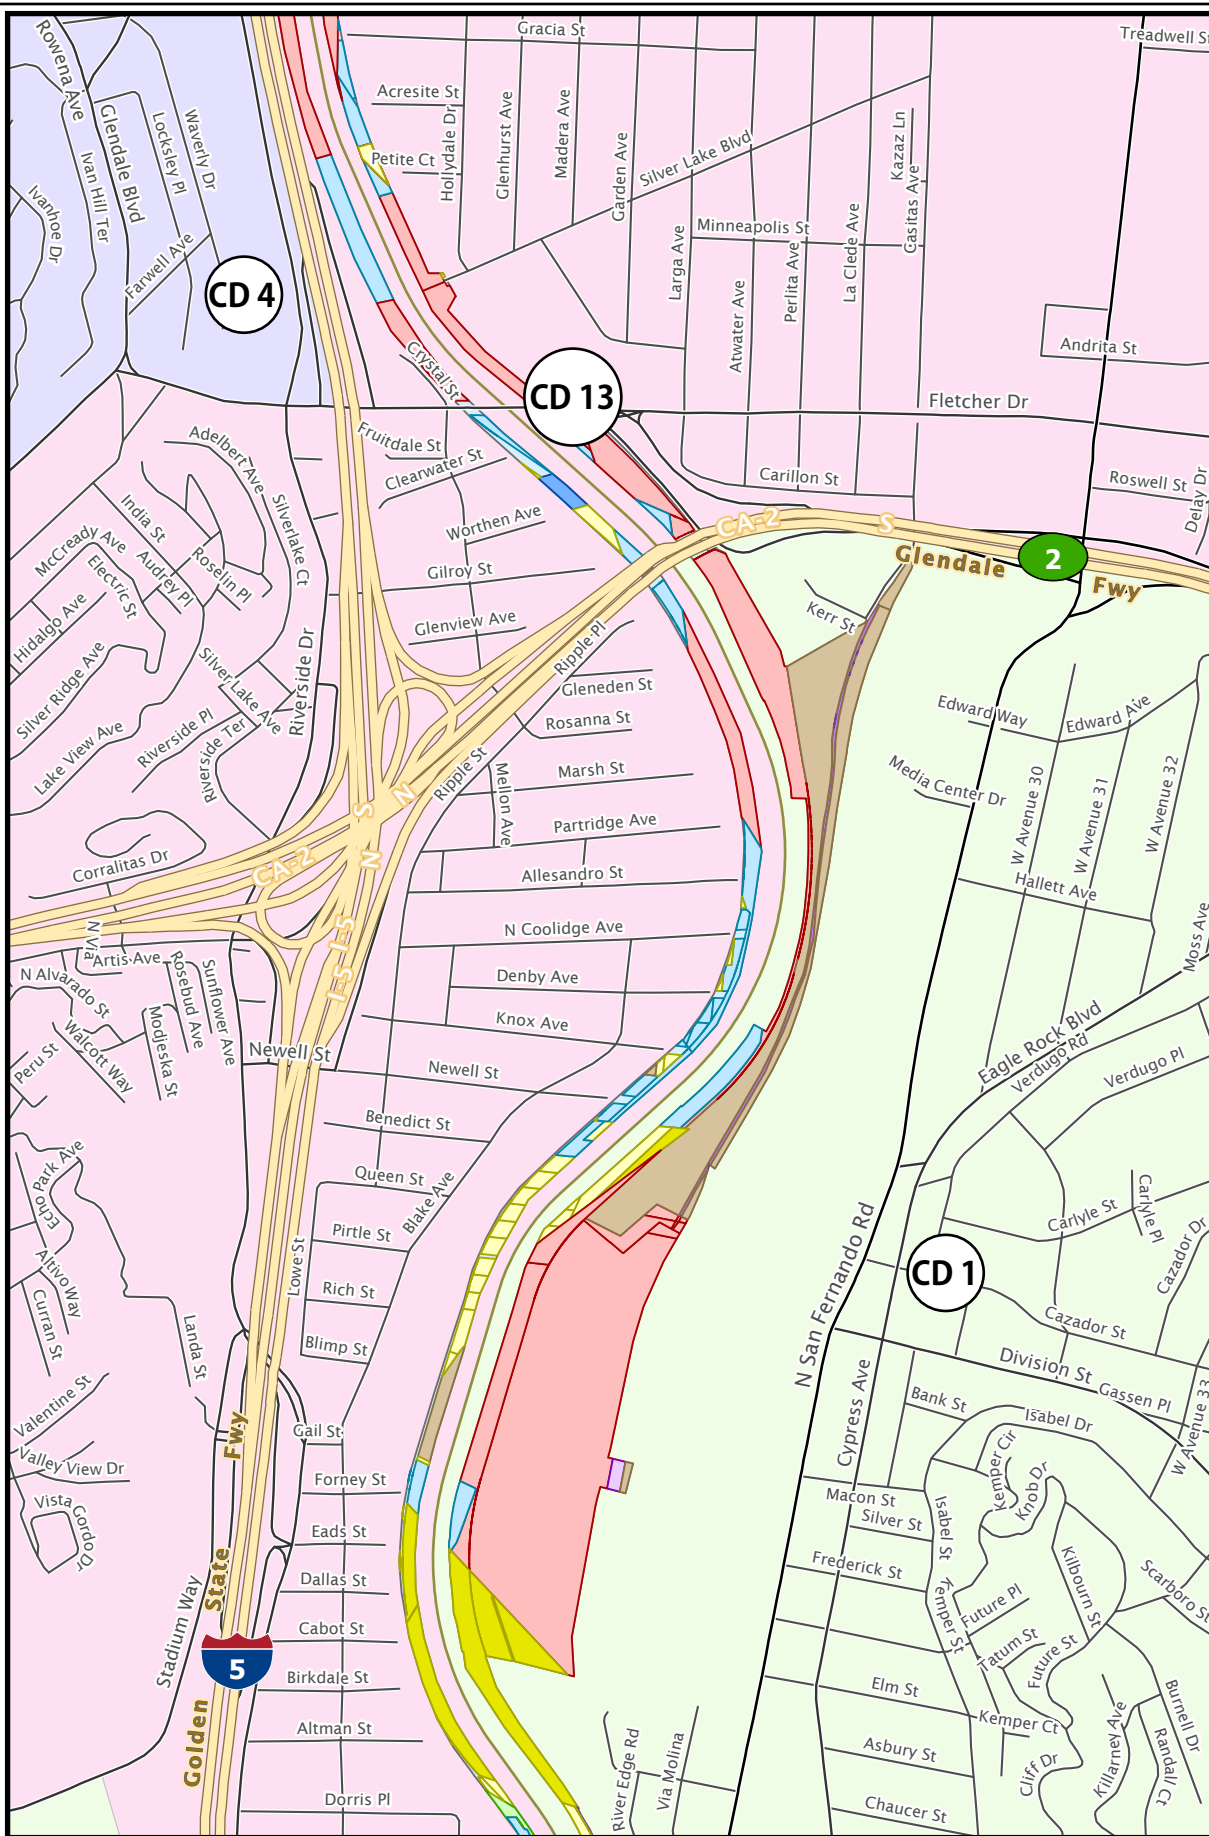 Gracia St
Treadwell St
Rowena Ave
Glendale Blvd
Locksley Pl
Waverly Dr
Ivan Hill Ter
Ivanhoe Dr
Farwell Ave
CD 4
Acresite St
Petite Ct
Hollydale Dr
Glenhurst Ave
Madera Ave
Garden Ave
Silver Lake Blvd
Kazaz Ln
Casitas Ave
Minneapolis St
Larga Ave
Atwater Ave
Perlita Ave
La Clede Ave
Andrita St
Crystal St
CD 13
Fletcher Dr
Fruitdale St
Clearwater St
Carillon St
Roswell St
Delay Dr
Adelbert Ave
Silverlake Ct
India St
McCready Ave
Electric St
Audrey Pl
Roselin Pl
Hidalgo Ave
Silver Ridge Ave
Lake View Ave
Silver Lake Ave
Riverside Pl
Riverside Ter
Riverside Dr
Worthen Ave
Gilroy St
Glenview Ave
Ripple Pl
CA-2
S
Glendale
2
Fwy
Kerr St
Gleneden St
Rosanna St
Edward Way
Edward Ave
Media Center Dr
W Avenue 30
W Avenue 31
W Avenue 32
Ripple St
Mellon Ave
Marsh St
Partridge Ave
S
N
N
CA-2
Corralitas Dr
Allesandro St
Hallett Ave
N Coolidge Ave
Moss Ave
I-5
I-5
N Via
Artis Ave
N Alvarado St
Rosebud Ave
Sunflower Ave
Denby Ave
Knox Ave
Walcott Way
Modjeska St
Peru St
Newell St
Newell St
Eagle Rock Blvd
Verdugo Rd
Verdugo Pl
Benedict St
Queen St
Blake Ave
Echo Park Ave
Pirtle St
Lowe St
Carlyle St
Carlyle Pl
Cazador Dr
N San Fernando Rd
CD 1
Altivo Way
Curran St
Rich St
Landa St
Blimp St
Cazador St
Division St
Gassen Pl
W Avenue 33
Cypress Ave
Bank St
Isabel Dr
Valentine St
Fwy
Gail St
Valley View Dr
Forney St
Kemper Cir
Knob Dr
Macon St
Silver St
Isabel St
Vista Gordo Dr
Eads St
Frederick St
Kilbourn St
Scarboro St
State
Dallas St
Kemper St
Future Pl
Stadium Way
Cabot St
Tatum St
Future St
5
Birkdale St
Elm St
Burnell Dr
Golden
Altman St
Kemper Ct
River Edge Rd
Via Molina
Asbury St
Cliff Dr
Killarney Ave
Randall Ct
Dorris Pl
Chaucer St